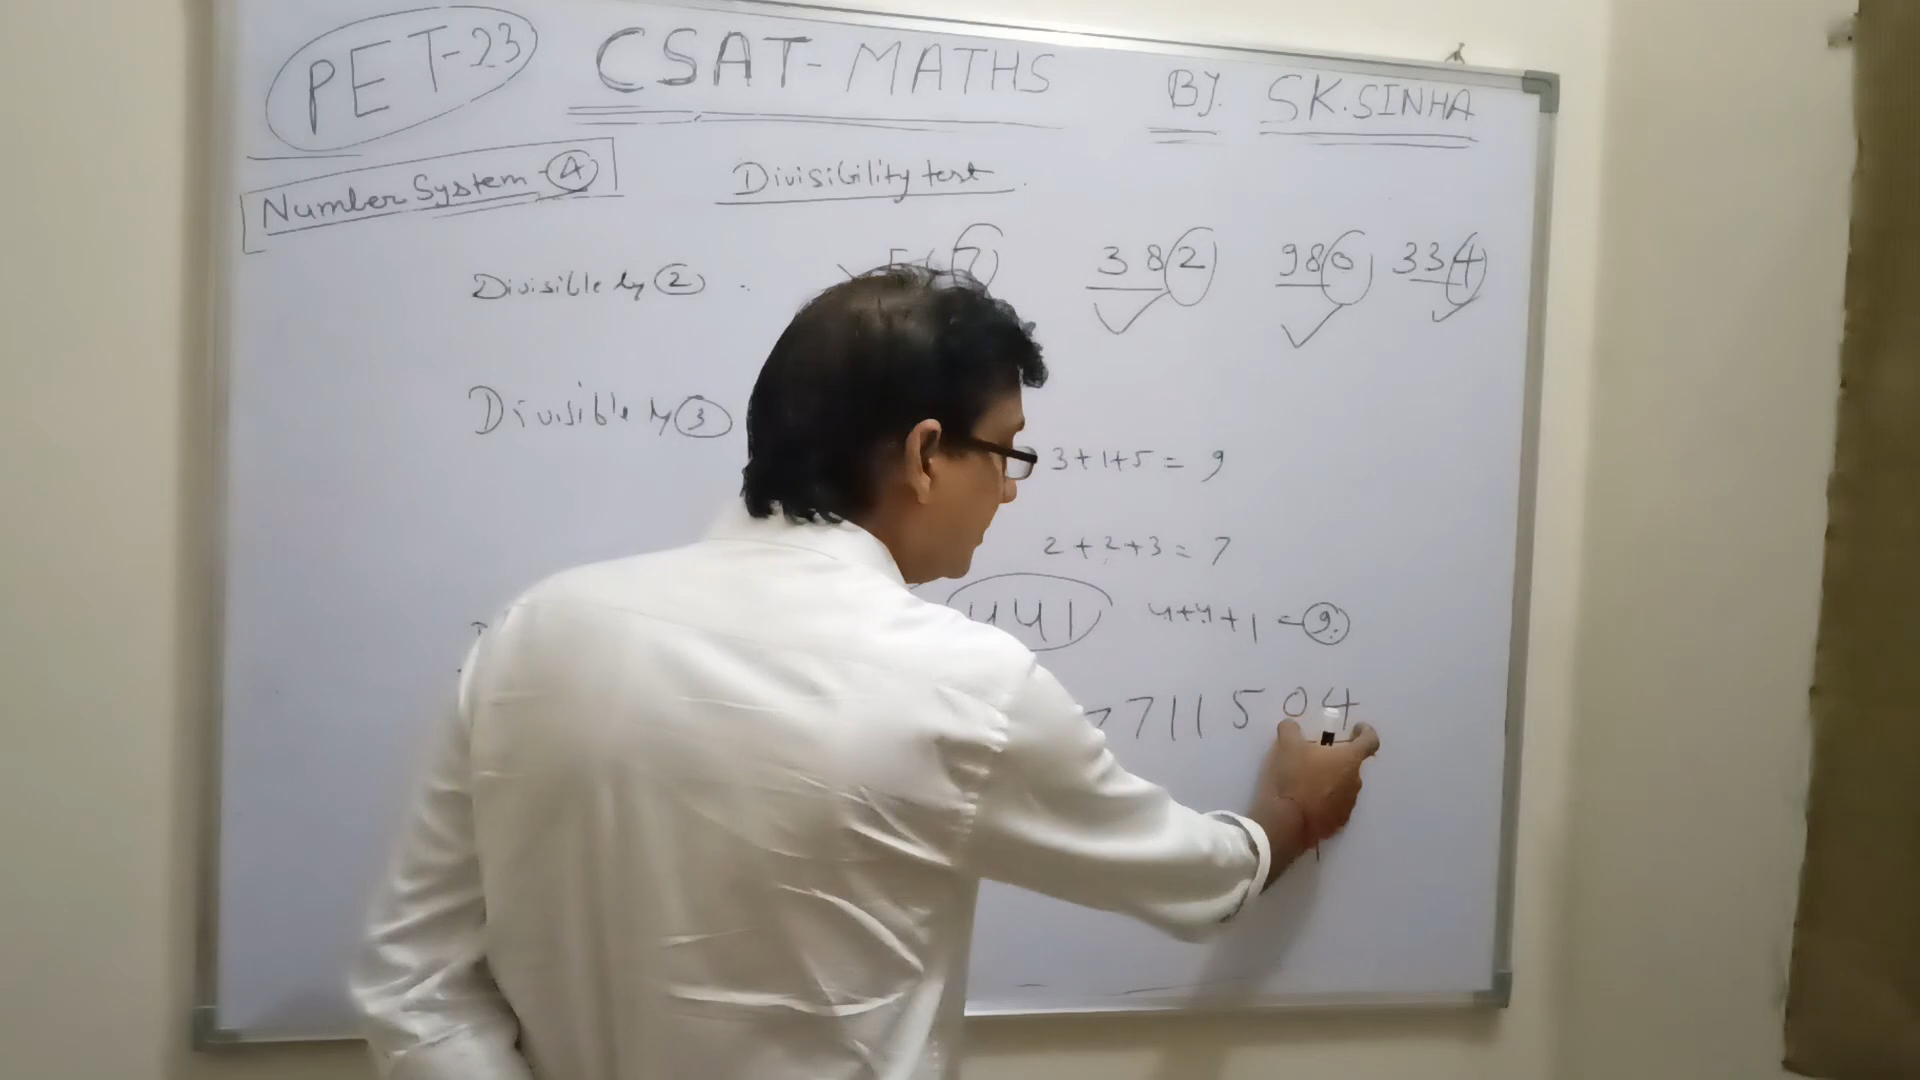 PET-23 CSAT-MATHS BY. SK.SINHA
Number System-4 Divisibility test
Divisible by 2 382 986 334
Divisible by 3
3+1+5= 9
2+2+3= 7
441 4+4+1=9
711504